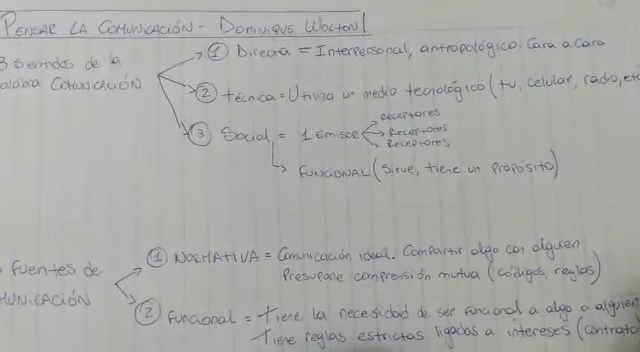 PENSAR LA COMUNICACIÓN - DOMINIQUE WOLTON
3 sentidos de la
① Directa = Interpersonal, antropológico. Cara a cara
palabra COMUNICACIÓN
② Técnica = Utiliza un medio tecnológico (tv, celular, radio, etc
③ Social = 1 EMISOR
RECEPTORES
RECEPTORES
RECEPTORES
FUNCIONAL (Sirve, tiene un propósito)
① NORMATIVA = Comunicación ideal. Compartir algo con alguien.
Presupone comprensión mutua (códigos, reglas)
Fuentes de
MUNICACIÓN
② Funcional = Tiene la necesidad de ser funcional a algo o alguien
Tiene reglas estrictas ligadas a intereses (contrato